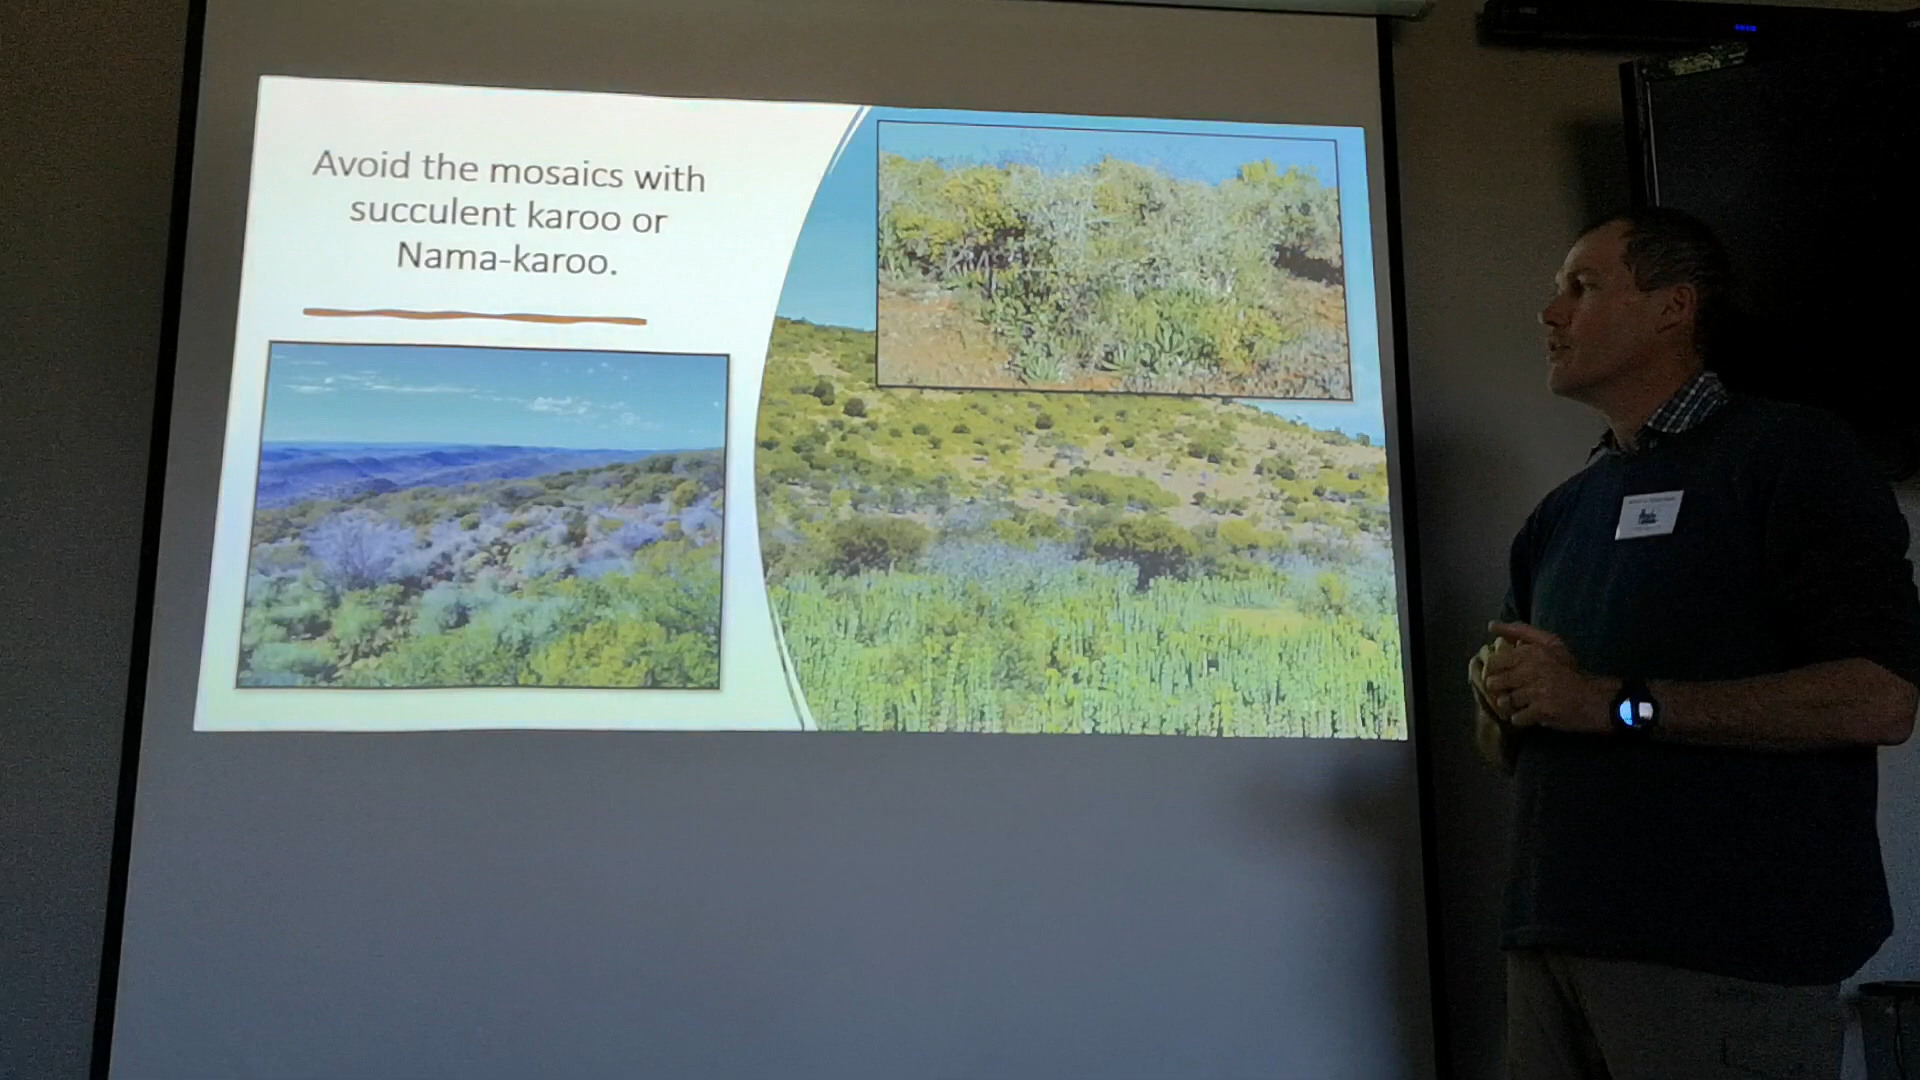 Avoid the mosaics with
succulent karoo or
Nama-karoo.